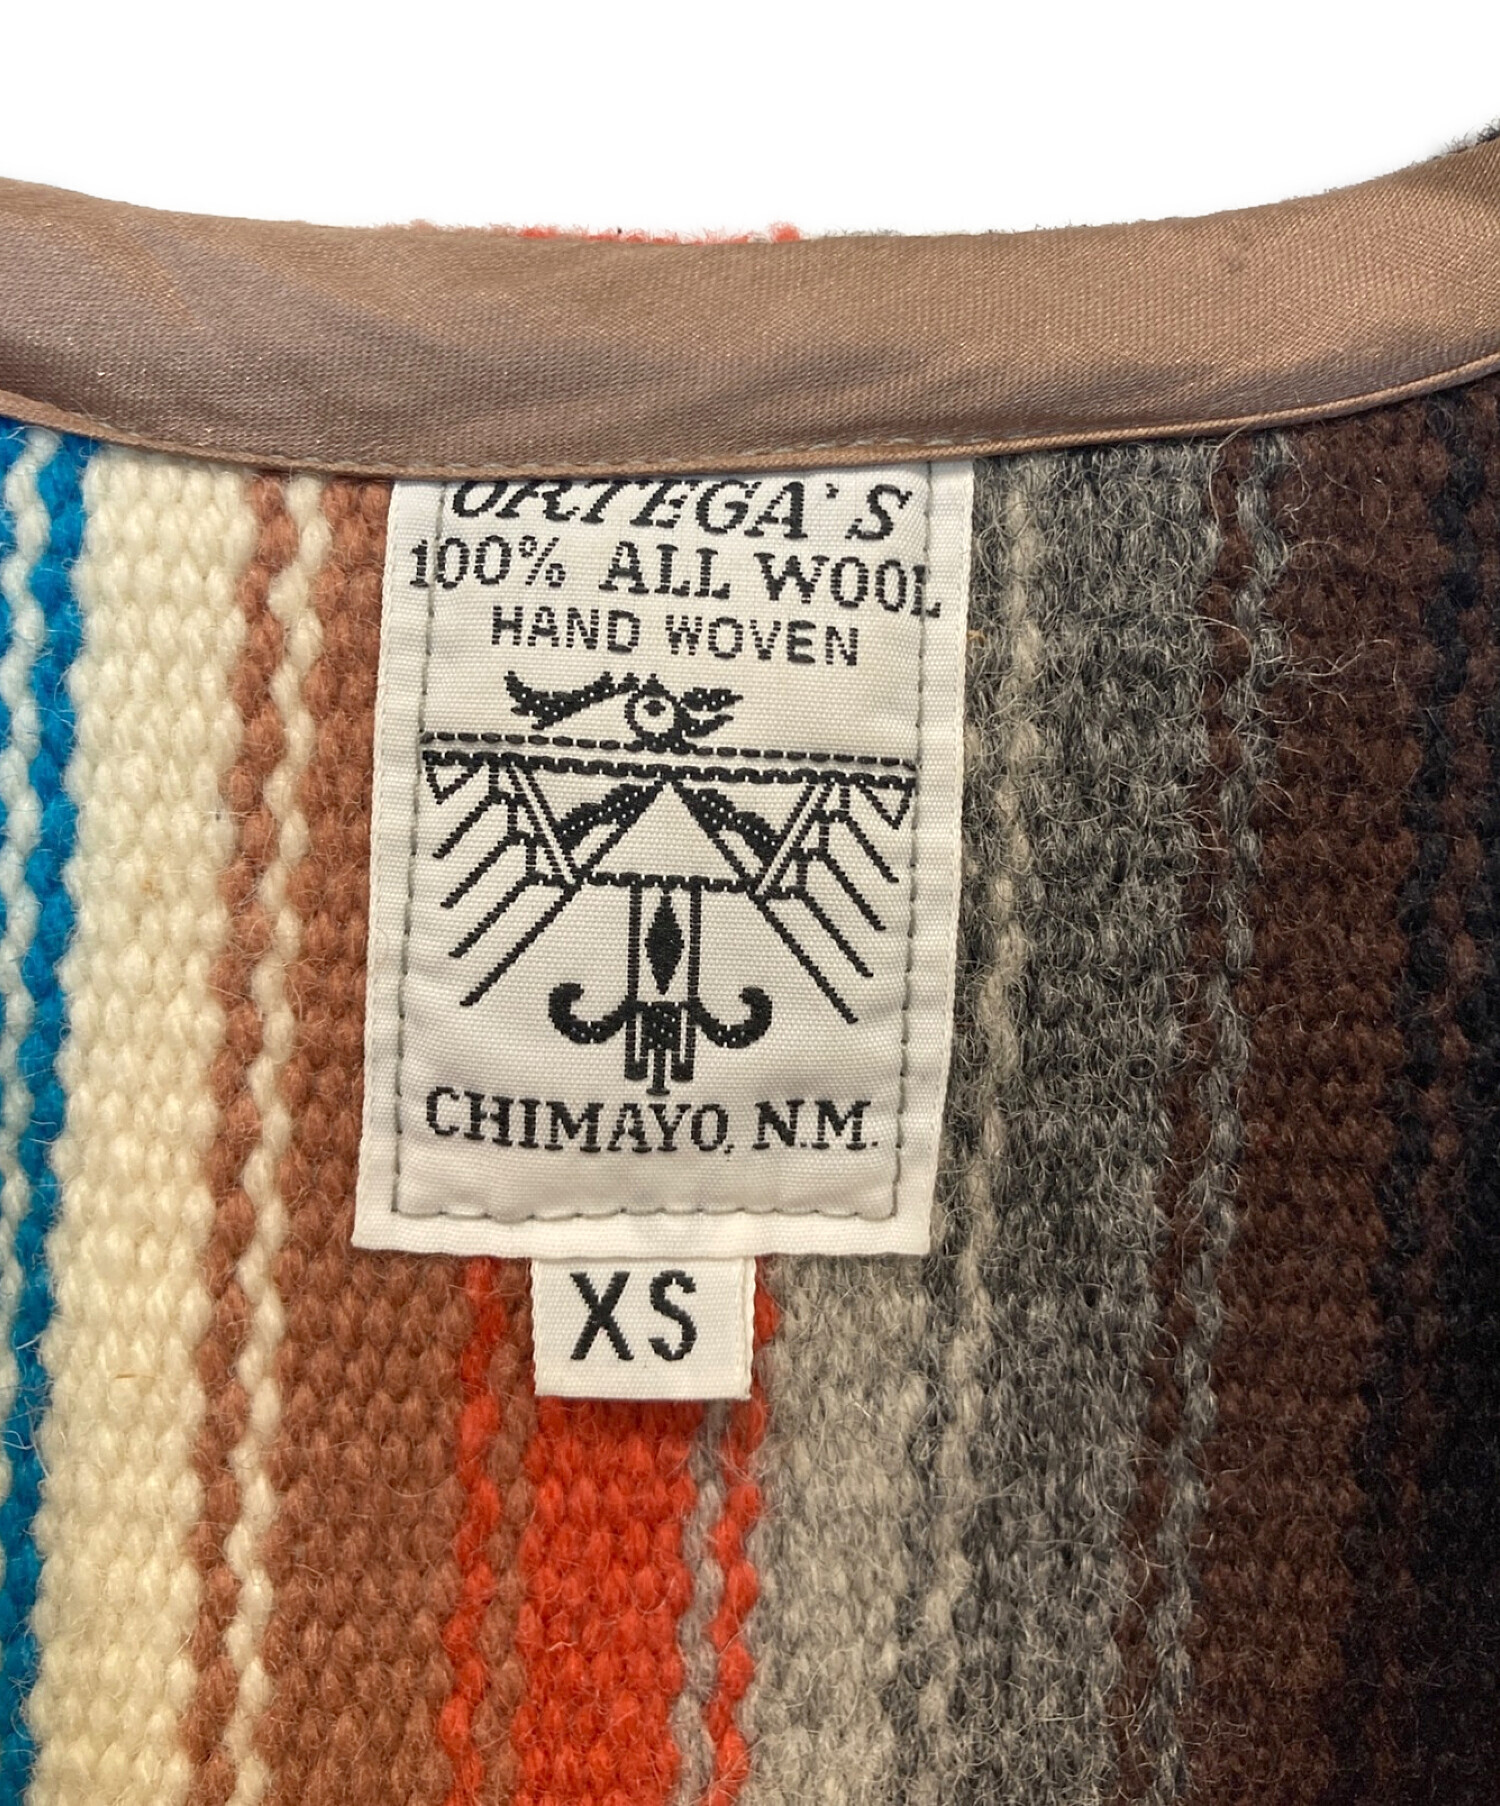 ORTEGA'S
100% ALL WOOL
HAND WOVEN
CHIMAYO, N.M.
XS